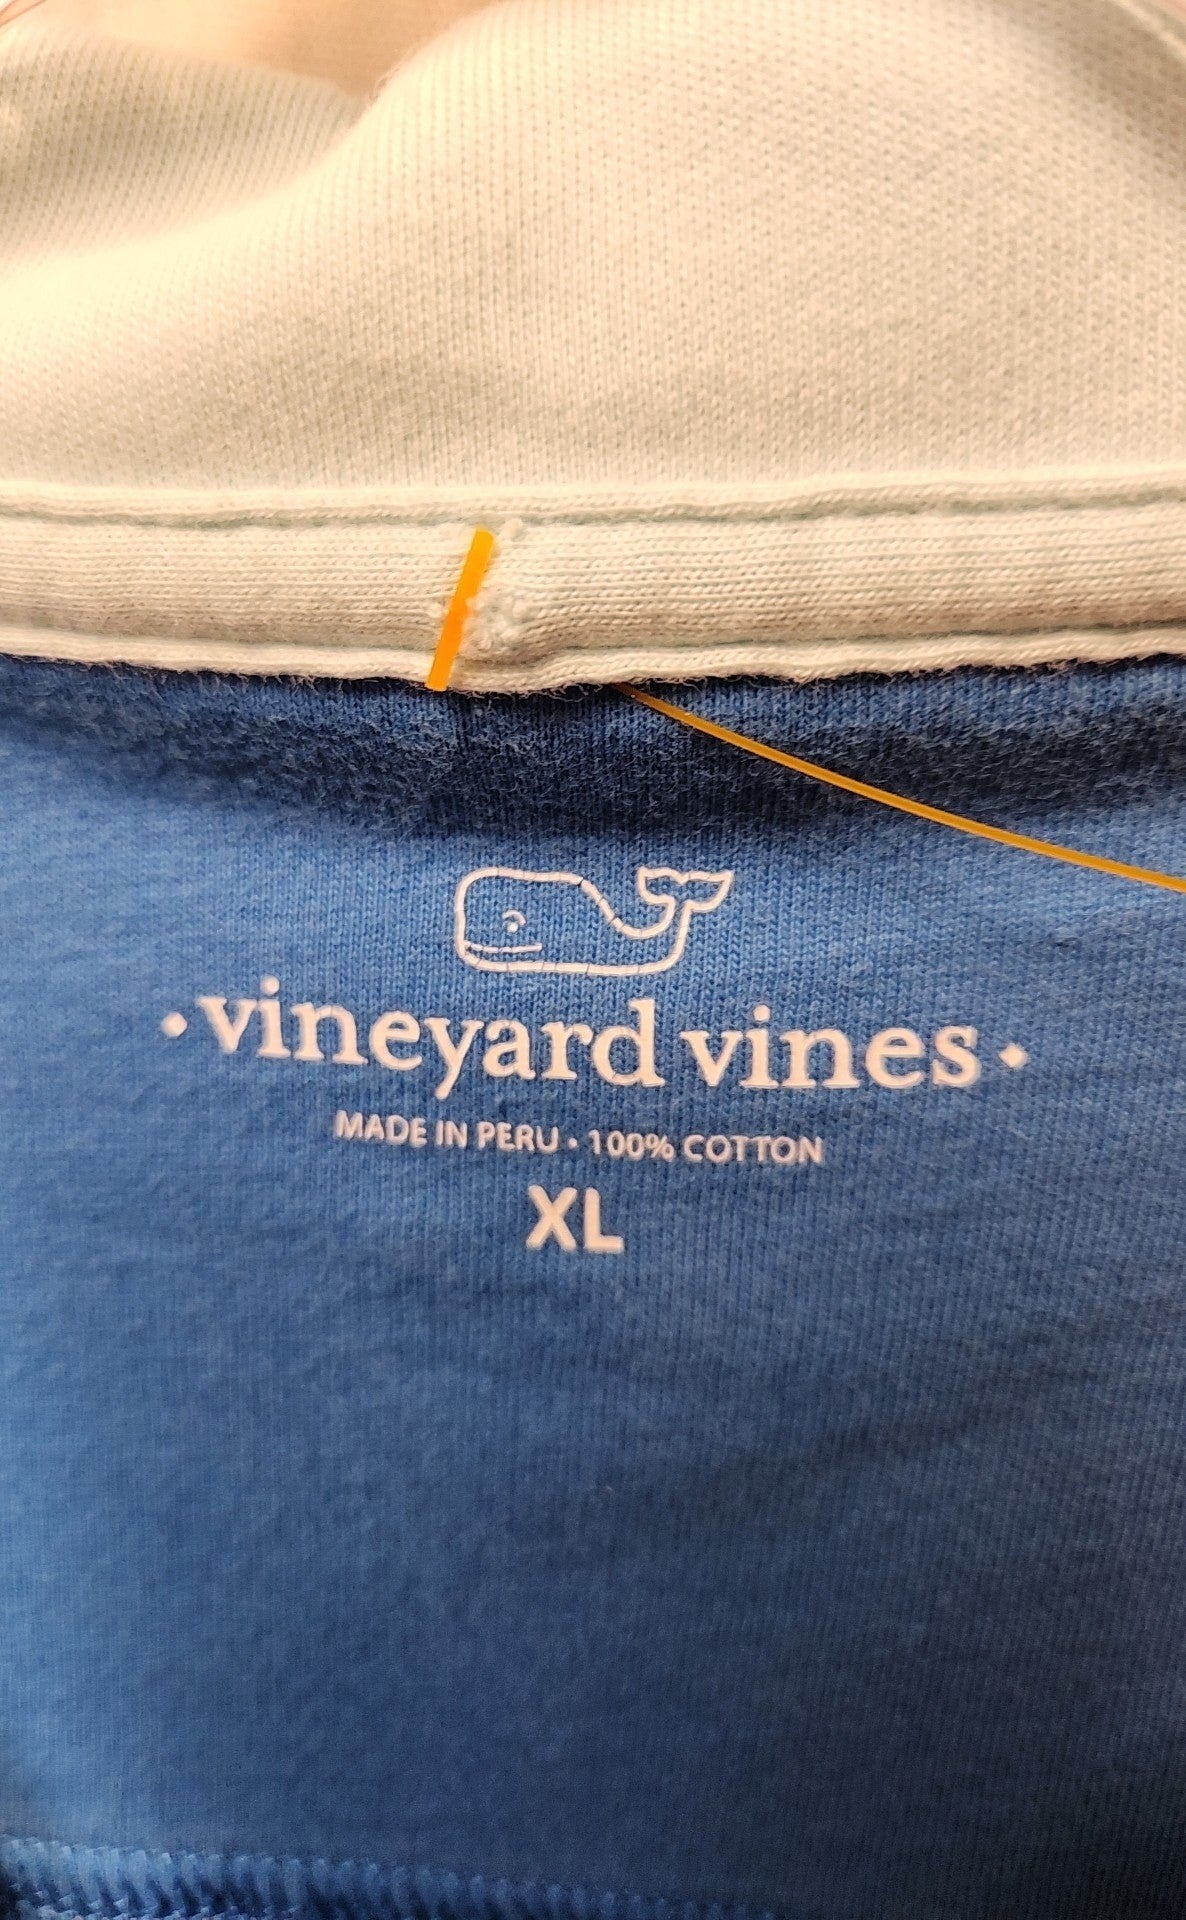 • vineyard vines •
MADE IN PERU • 100% COTTON
XL